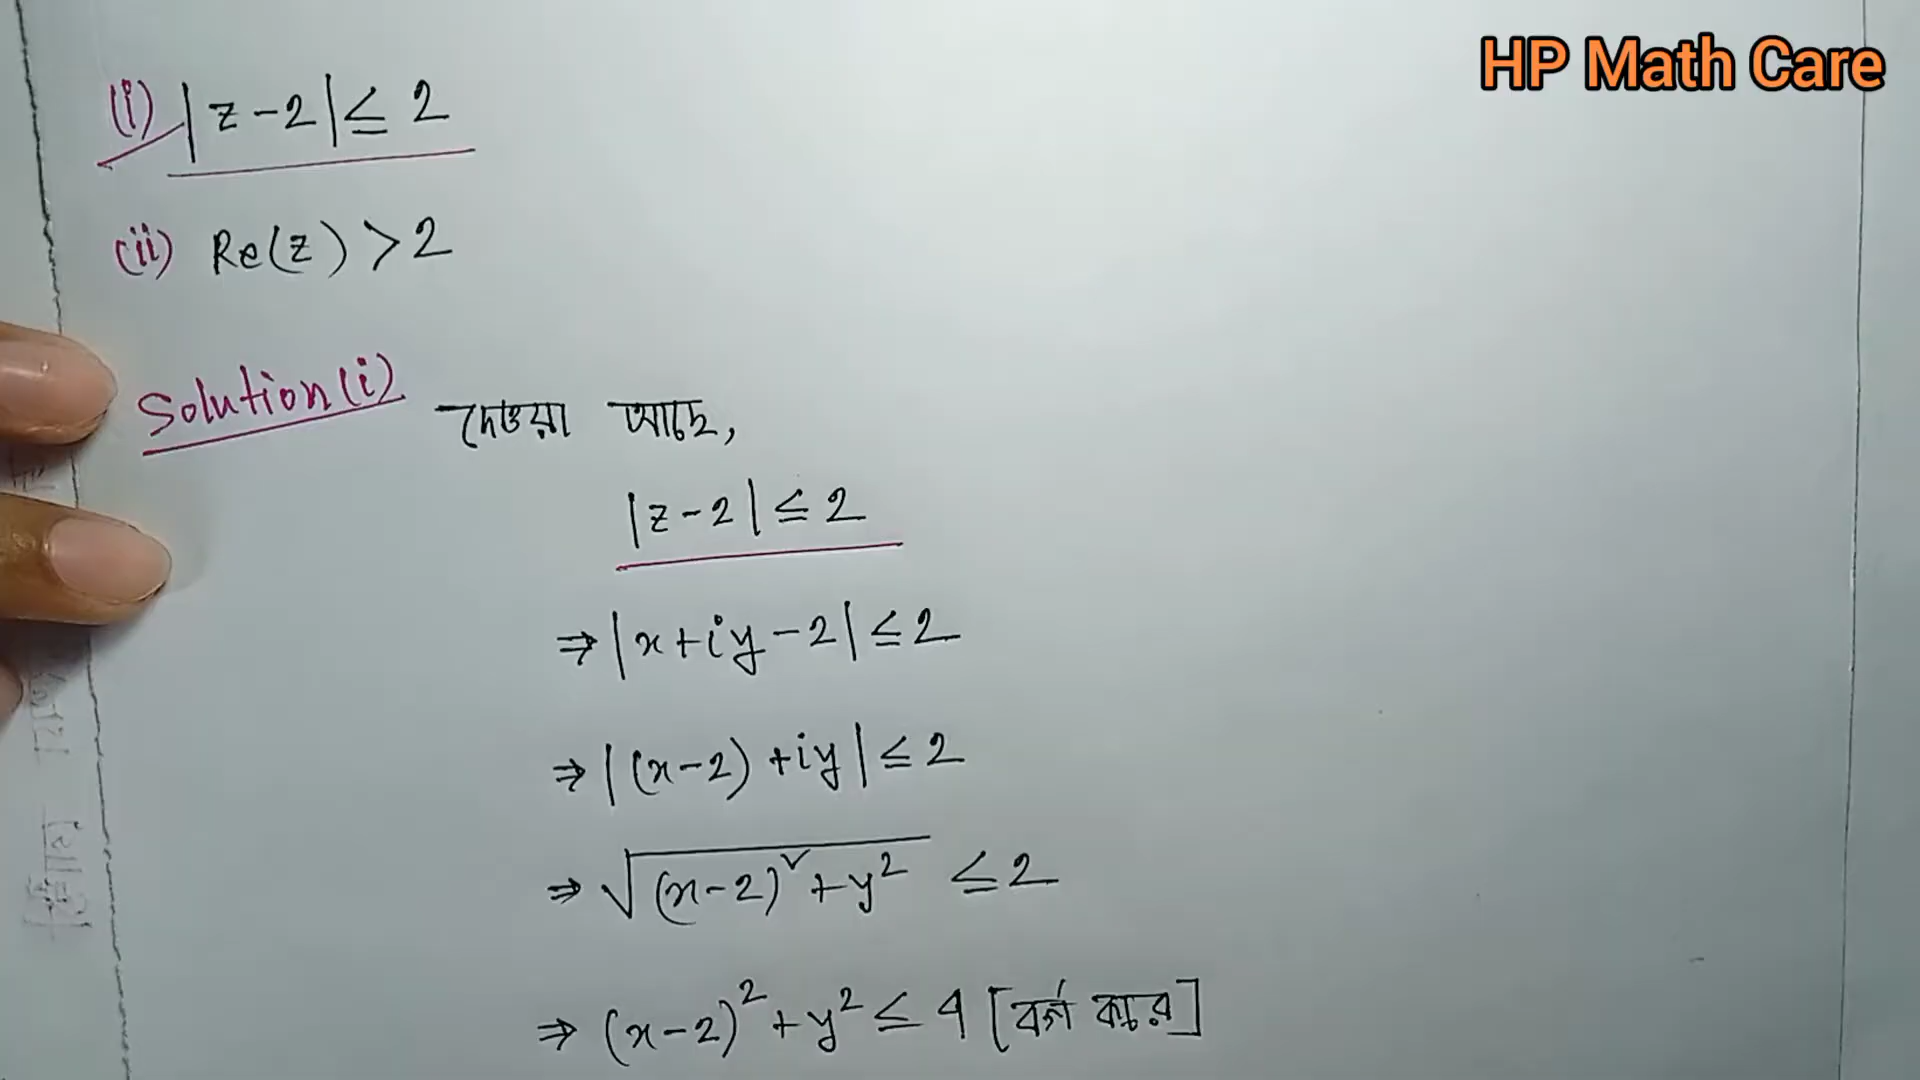 HP Math Care
(i) |z-2| ≤ 2
(ii) Re(z) > 2
Solution (i) দেওয়া আছে,
|z-2| ≤ 2
⇒ |x+iy-2| ≤ 2
⇒ |(x-2)+iy| ≤ 2
⇒ √((x-2)² + y²) ≤ 2
⇒ (x-2)² + y² ≤ 4 [বর্গ করে]